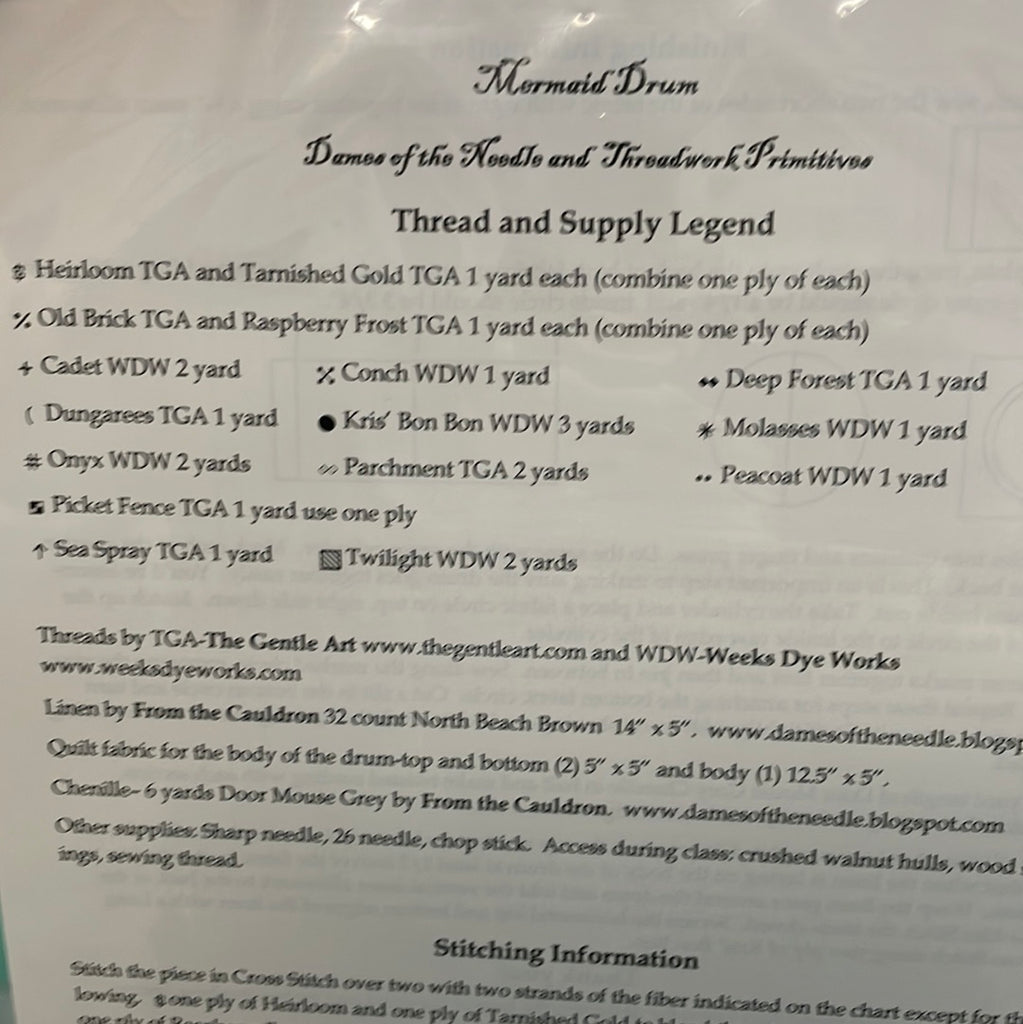 Mermaid Drum
Dames of the Needle and Threadwork Primitives
Thread and Supply Legend
Heirloom TGA and Tarnished Gold TGA 1 yard each (combine one ply of each)
Old Brick TGA and Raspberry Frost TGA 1 yard each (combine one ply of each)
+ Cadet WDW 2 yard Conch WDW 1 yard Deep Forest TGA 1 yard
( Dungarees TGA 1 yard ● Kris' Bon Bon WDW 3 yards * Molasses WDW 1 yard
# Onyx WDW 2 yards Parchment TGA 2 yards •• Peacoat WDW 1 yard
Picket Fence TGA 1 yard use one ply
↑ Sea Spray TGA 1 yard ▧ Twilight WDW 2 yards
Threads by TGA-The Gentle Art www.thegentleart.com and WDW-Weeks Dye Works
www.weeksdyeworks.com
Linen by From the Cauldron 32 count North Beach Brown 14" x 5". www.damesoftheneedle.blogsp
Quilt fabric for the body of the drum-top and bottom (2) 5" x 5" and body (1) 12.5" x 5".
Chenille- 6 yards Door Mouse Grey by From the Cauldron. www.damesoftheneedle.blogspot.com
Other supplies: Sharp needle, 26 needle, chop stick. Access during class: crushed walnut hulls, wood
ings, sewing thread.
Stitching Information
Stitch the piece in Cross Stitch over two with two strands of the fiber indicated on the chart except for th
lowing, one ply of Heirloom and one ply of Tarnished Gold